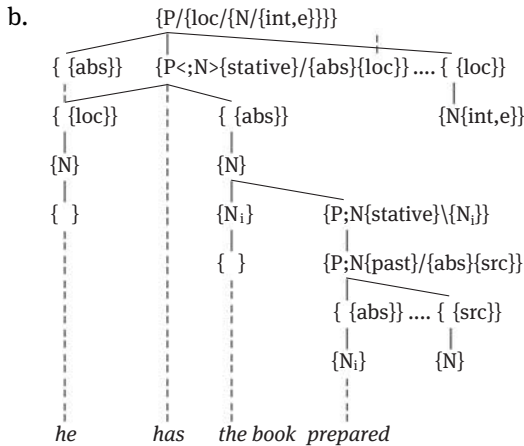 b.
{P/{loc/{N/{int,e}}}}
{ {abs}} {P<;N>{stative}/{abs}{loc}} .... { {loc}}
{ {loc}} { {abs}} {N{int,e}}
{N} {N}
{ } {Nᵢ} {P;N{stative}\{Nᵢ}}
{ } {P;N{past}/{abs}{src}}
{ {abs}} .... { {src}}
{Nᵢ} {N}
he has the book prepared